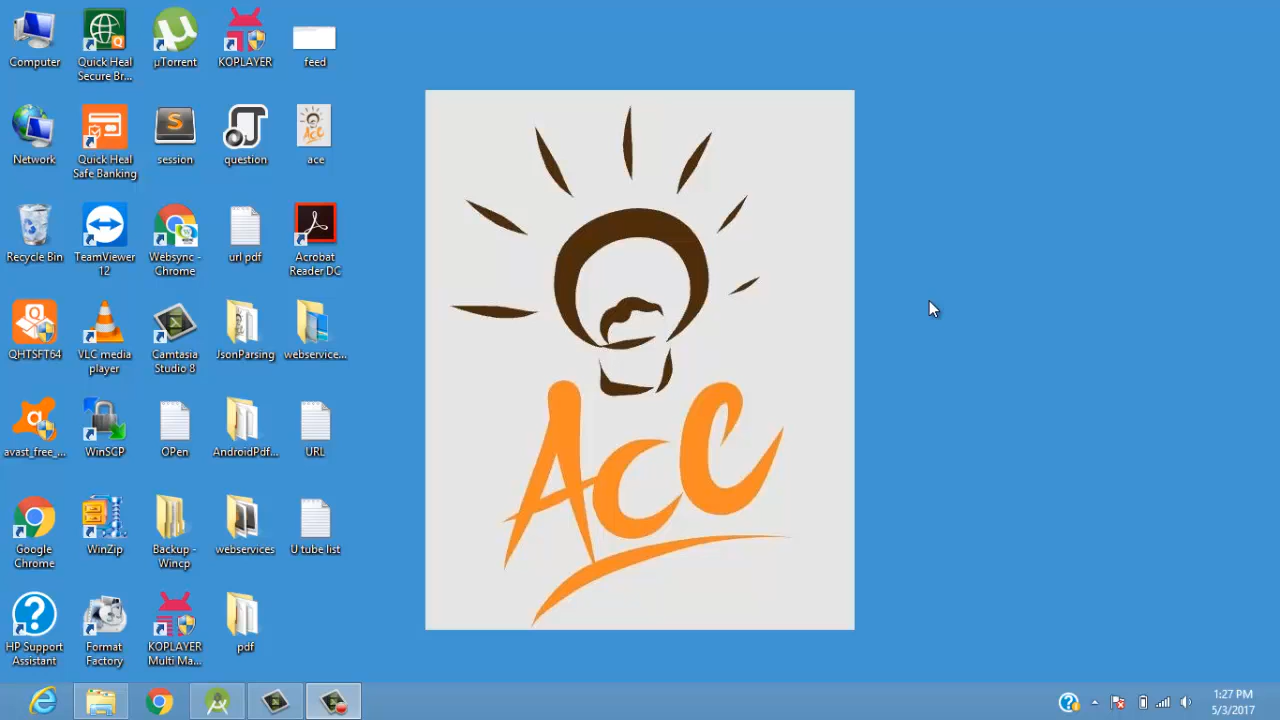 Computer
Quick Heal
Secure Br...
µTorrent
KOPLAYER
feed
Network
Quick Heal
Safe Banking
session
question
ace
Recycle Bin
TeamViewer
12
Websync -
Chrome
url pdf
Acrobat
Reader DC
QHTSFT64
VLC media
player
Camtasia
Studio 8
JsonParsing
webservice...
avast_free_...
WinSCP
OPen
AndroidPdf...
URL
Google
Chrome
WinZip
Backup -
Wincp
webservices
U tube list
HP Support
Assistant
Format
Factory
KOPLAYER
Multi Ma...
pdf
Ace
1:27 PM
5/3/2017